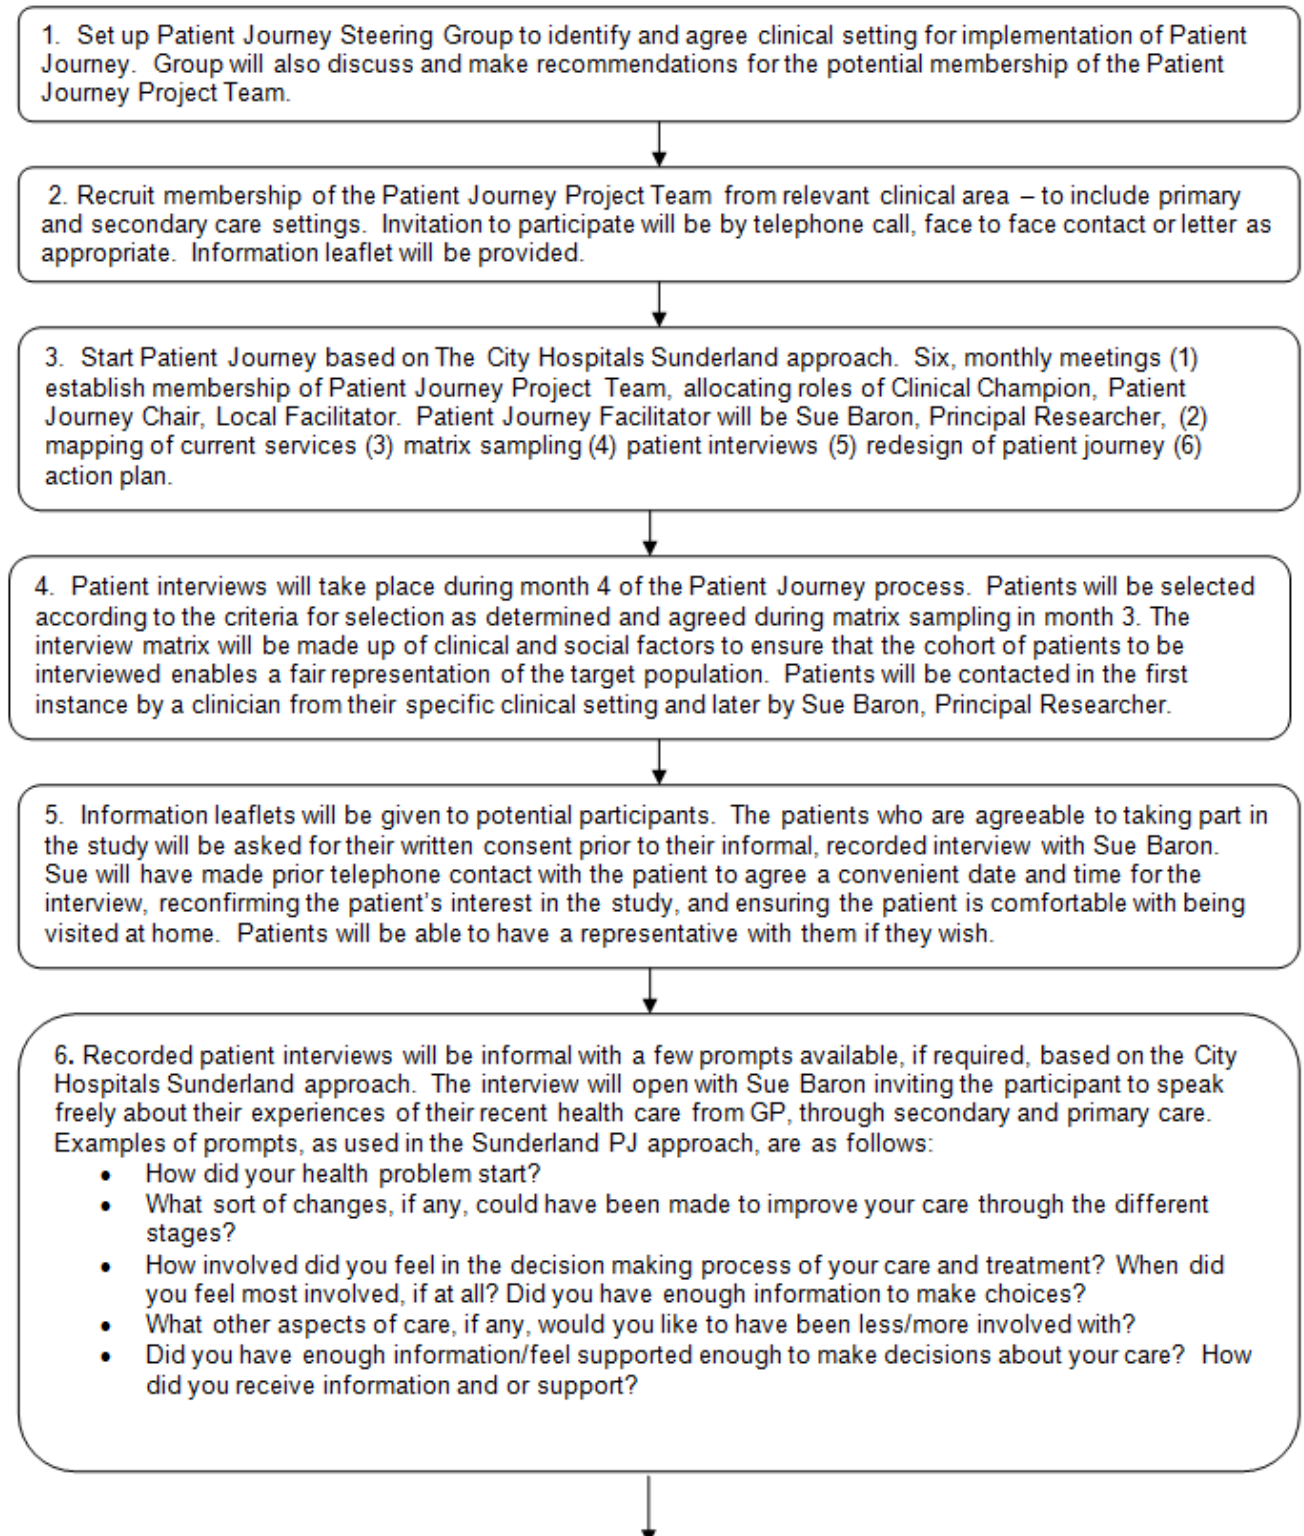 1. Set up Patient Journey Steering Group to identify and agree clinical setting for implementation of Patient
Journey. Group will also discuss and make recommendations for the potential membership of the Patient
Journey Project Team.
2. Recruit membership of the Patient Journey Project Team from relevant clinical area – to include primary
and secondary care settings. Invitation to participate will be by telephone call, face to face contact or letter as
appropriate. Information leaflet will be provided.
3. Start Patient Journey based on The City Hospitals Sunderland approach. Six, monthly meetings (1)
establish membership of Patient Journey Project Team, allocating roles of Clinical Champion, Patient
Journey Chair, Local Facilitator. Patient Journey Facilitator will be Sue Baron, Principal Researcher, (2)
mapping of current services (3) matrix sampling (4) patient interviews (5) redesign of patient journey (6)
action plan.
4. Patient interviews will take place during month 4 of the Patient Journey process. Patients will be selected
according to the criteria for selection as determined and agreed during matrix sampling in month 3. The
interview matrix will be made up of clinical and social factors to ensure that the cohort of patients to be
interviewed enables a fair representation of the target population. Patients will be contacted in the first
instance by a clinician from their specific clinical setting and later by Sue Baron, Principal Researcher.
5. Information leaflets will be given to potential participants. The patients who are agreeable to taking part in
the study will be asked for their written consent prior to their informal, recorded interview with Sue Baron.
Sue will have made prior telephone contact with the patient to agree a convenient date and time for the
interview, reconfirming the patient's interest in the study, and ensuring the patient is comfortable with being
visited at home. Patients will be able to have a representative with them if they wish.
6. Recorded patient interviews will be informal with a few prompts available, if required, based on the City
Hospitals Sunderland approach. The interview will open with Sue Baron inviting the participant to speak
freely about their experiences of their recent health care from GP, through secondary and primary care.
Examples of prompts, as used in the Sunderland PJ approach, are as follows:
• How did your health problem start?
• What sort of changes, if any, could have been made to improve your care through the different
stages?
• How involved did you feel in the decision making process of your care and treatment? When did
you feel most involved, if at all? Did you have enough information to make choices?
• What other aspects of care, if any, would you like to have been less/more involved with?
• Did you have enough information/feel supported enough to make decisions about your care? How
did you receive information and or support?